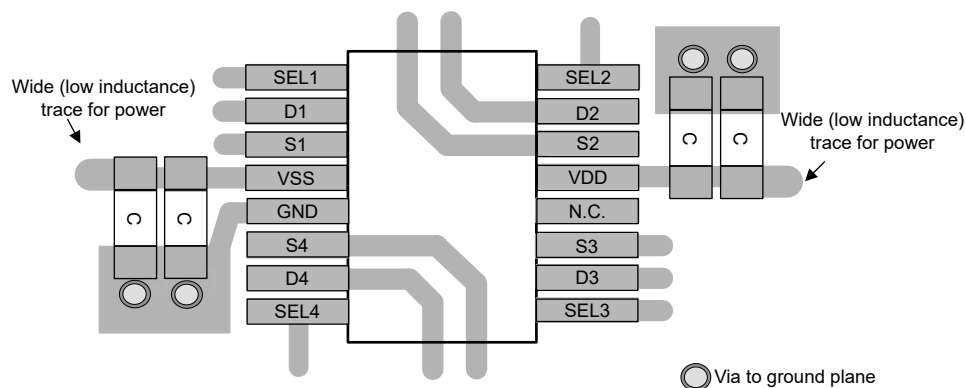 Wide (low inductance)
trace for power
SEL1
D1
S1
VSS
GND
S4
D4
SEL4
C
C
SEL2
D2
S2
VDD
N.C.
S3
D3
SEL3
C
C
Wide (low inductance)
trace for power
Via to ground plane